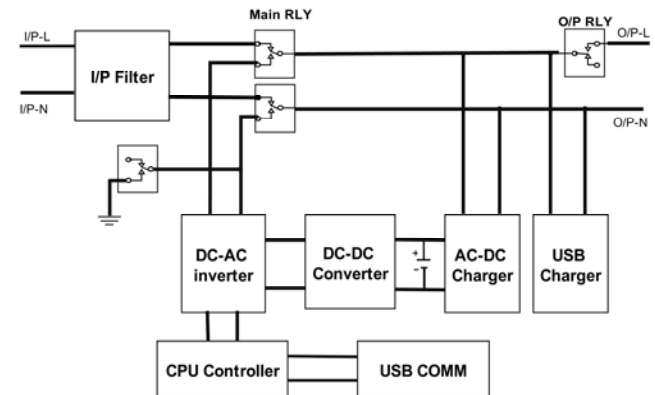 Main RLY
O/P RLY
I/P-L
O/P-L
I/P Filter
I/P-N
O/P-N
DC-AC
inverter
DC-DC
Converter
+
-
AC-DC
Charger
USB
Charger
CPU Controller
USB COMM